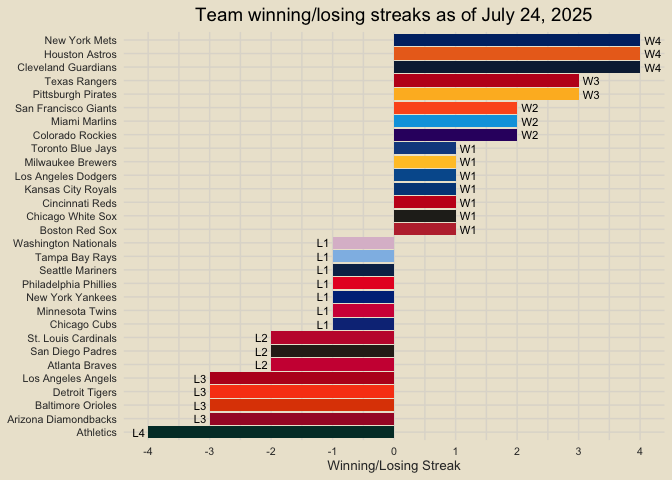 Team winning/losing streaks as of July 24, 2025
New York Mets W4
Houston Astros W4
Cleveland Guardians W4
Texas Rangers W3
Pittsburgh Pirates W3
San Francisco Giants W2
Miami Marlins W2
Colorado Rockies W2
Toronto Blue Jays W1
Milwaukee Brewers W1
Los Angeles Dodgers W1
Kansas City Royals W1
Cincinnati Reds W1
Chicago White Sox W1
Boston Red Sox W1
Washington Nationals L1
Tampa Bay Rays L1
Seattle Mariners L1
Philadelphia Phillies L1
New York Yankees L1
Minnesota Twins L1
Chicago Cubs L1
St. Louis Cardinals L2
San Diego Padres L2
Atlanta Braves L2
Los Angeles Angels L3
Detroit Tigers L3
Baltimore Orioles L3
Arizona Diamondbacks L3
Athletics L4
-4 -3 -2 -1 0 1 2 3 4
Winning/Losing Streak